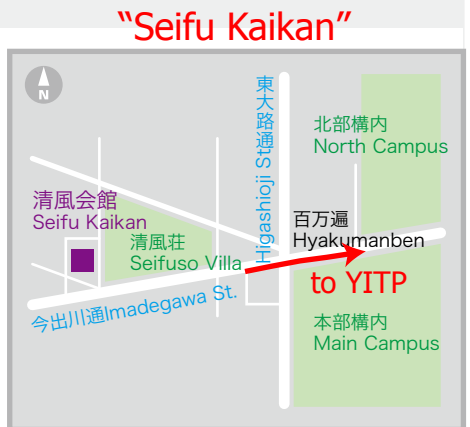 “Seifu Kaikan”
N
東大路通
Higashioji St.
北部構内
North Campus
清風会館
Seifu Kaikan
百万遍
Hyakumanben
清風荘
Seifuso Villa
今出川通Imadegawa St.
to YITP
本部構内
Main Campus